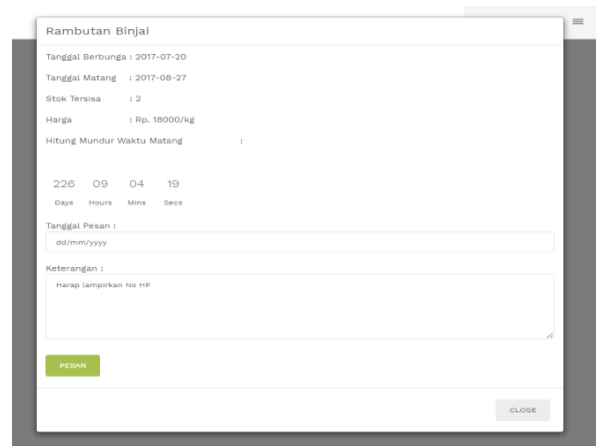 Rambutan Binjai
Tanggal Berbunga : 2017-07-20
Tanggal Matang : 2017-08-27
Stok Tersisa : 2
Harga : Rp. 18000/kg
Hitung Mundur Waktu Matang :
226 09 04 19
Days Hours Mins Secs
Tanggal Pesan :
dd/mm/yyyy
Keterangan :
Harap lampirkan No HP
PESAN
CLOSE